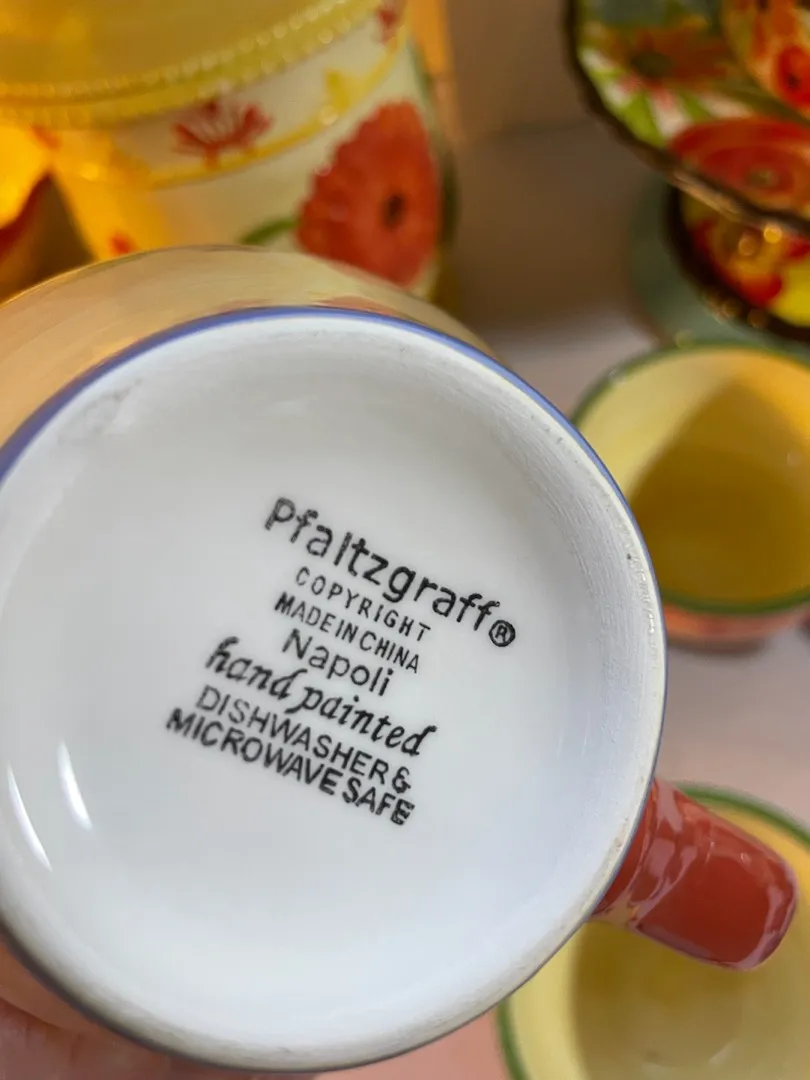 Pfaltzgraff®
COPYRIGHT
MADE IN CHINA
Napoli
hand painted
DISHWASHER &
MICROWAVE SAFE